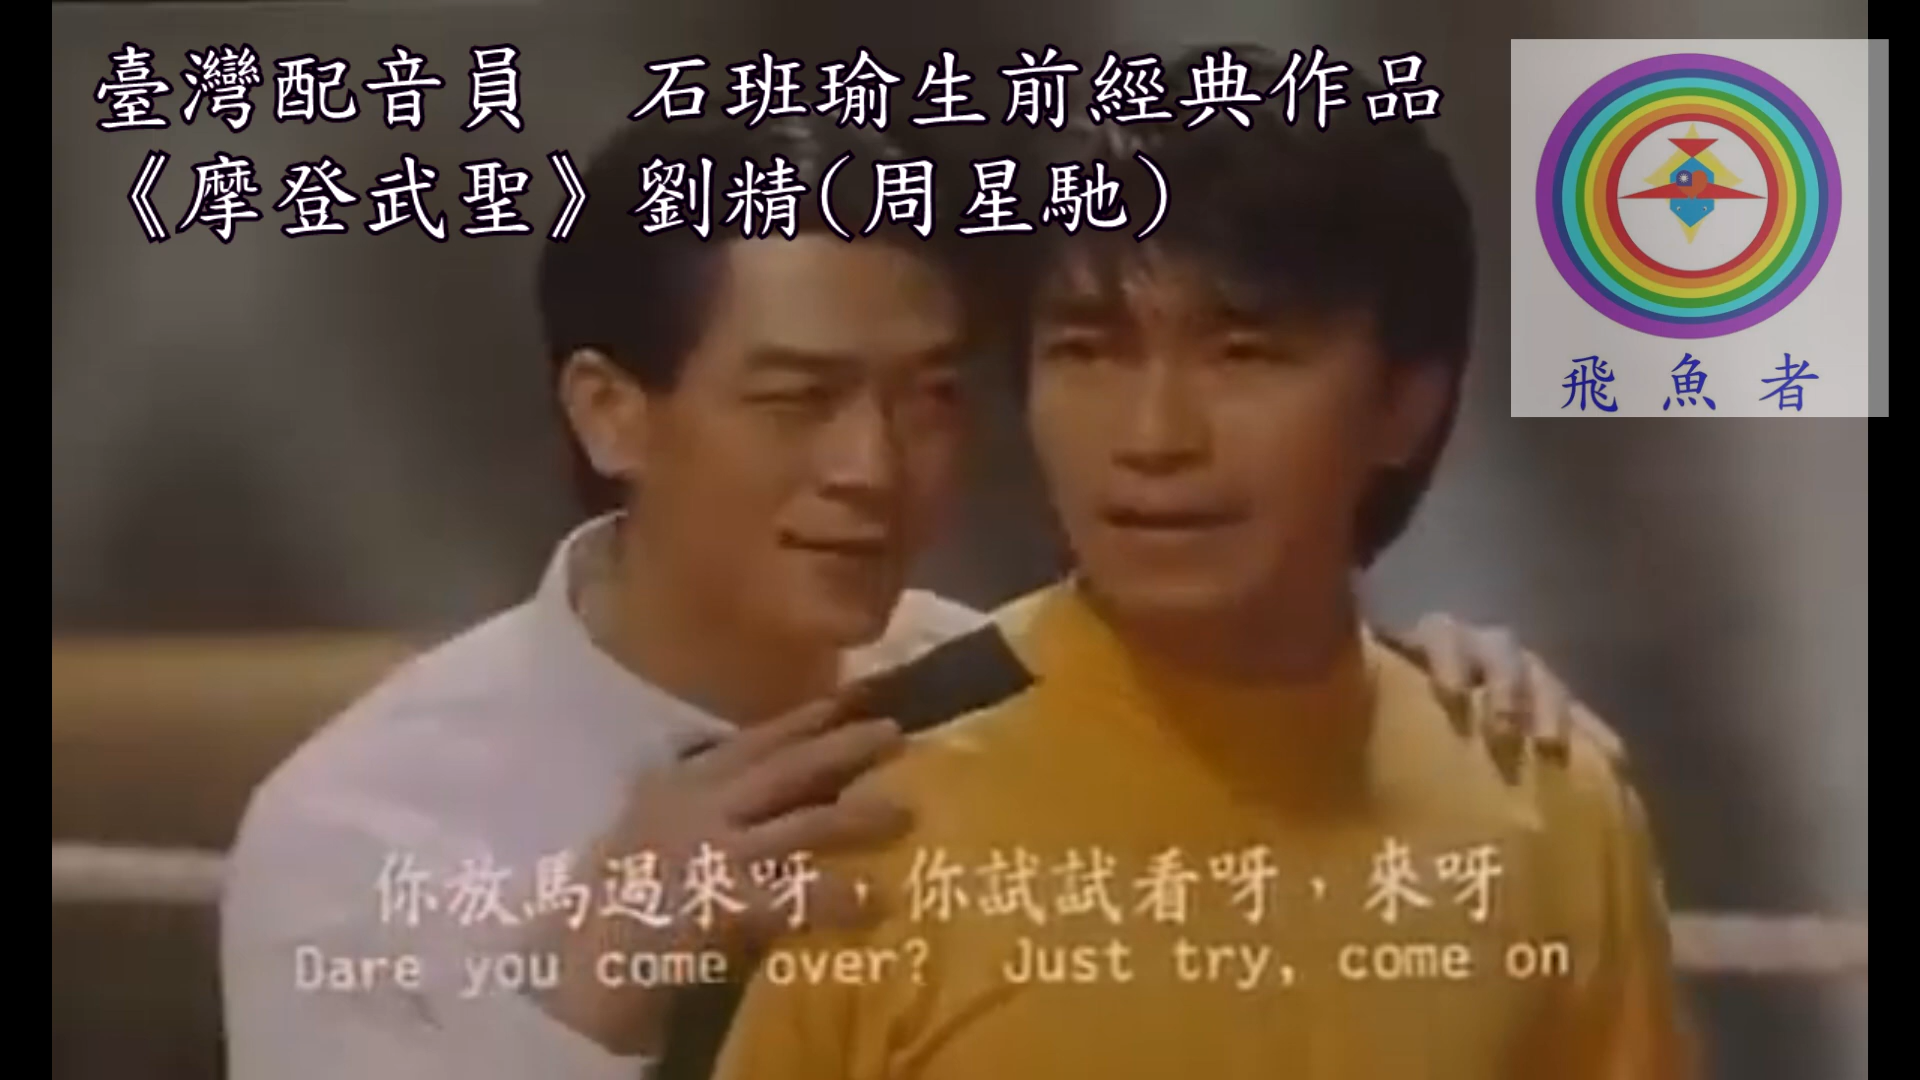 臺灣配音員　石班瑜生前經典作品
《摩登武聖》劉精(周星馳)
飛魚者
你放馬過來呀，你試試看呀，來呀
Dare you come over? Just try, come on